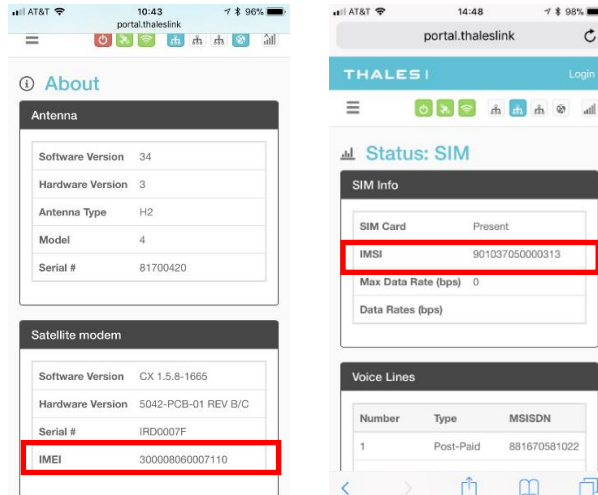 AT&T 10:43 96%
portal.thaleslink
About
Antenna
Software Version 34
Hardware Version 3
Antenna Type H2
Model 4
Serial # 81700420
Satellite modem
Software Version CX 1.5.8-1665
Hardware Version 5042-PCB-01 REV B/C
Serial # IRD0007F
IMEI 300008060007110
AT&T 14:48 98%
portal.thaleslink
THALES Login
Status: SIM
SIM Info
SIM Card Present
IMSI 901037050000313
Max Data Rate (bps) 0
Data Rates (bps)
Voice Lines
Number Type MSISDN
1 Post-Paid 881670581022